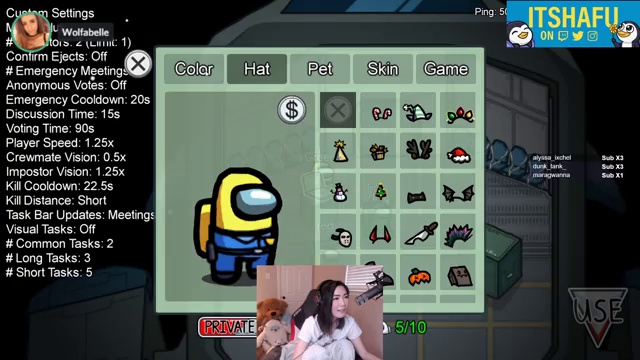 Custom Settings
Wolfabelle
(Limit: 1)
Confirm Ejects: Off
# Emergency Meetings
Anonymous Votes: Off
Emergency Cooldown: 20s
Discussion Time: 15s
Voting Time: 90s
Player Speed: 1.25x
Crewmate Vision: 0.5x
Impostor Vision: 1.25x
Kill Cooldown: 22.5s
Kill Distance: Short
Task Bar Updates: Meetings
Visual Tasks: Off
# Common Tasks: 2
# Long Tasks: 3
# Short Tasks: 5
Color
Hat
Pet
Skin
Game
$
Ping:
ITSHAFU
ON
alyssa_ixchel Sub X3
dunk_tank_ Sub X3
maragwanna Sub X1
PRIVATE
5/10
USE